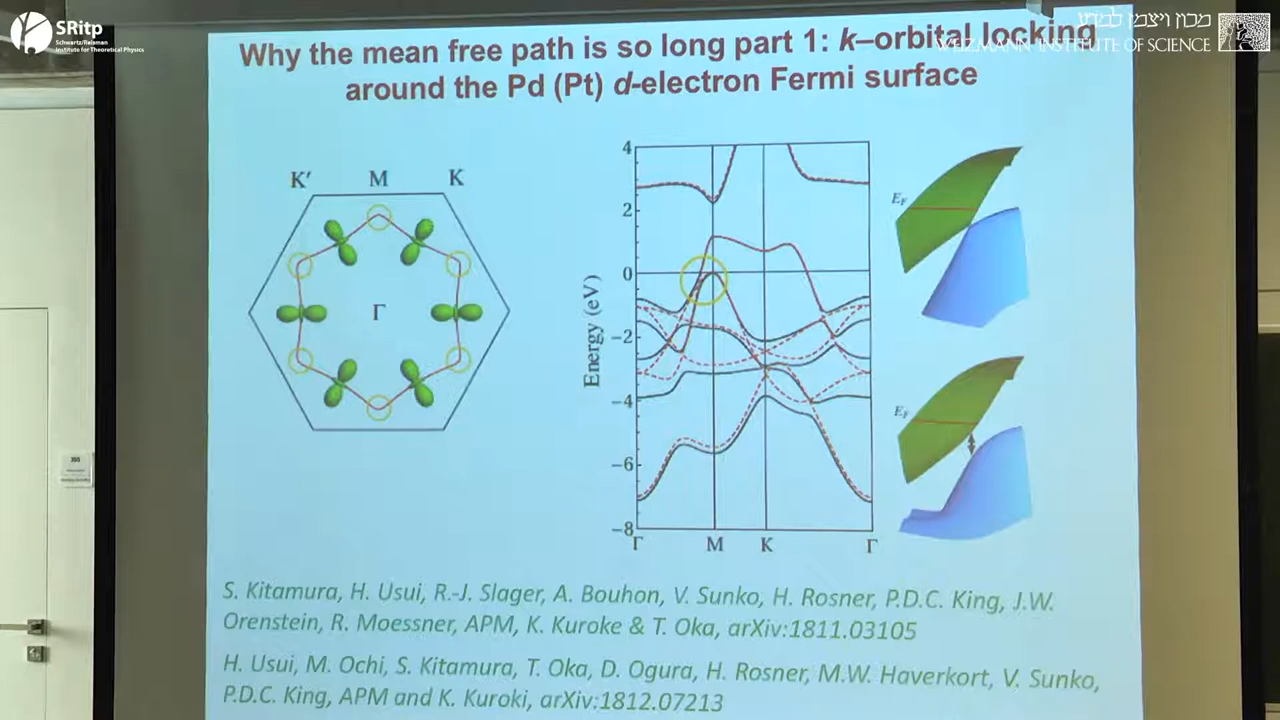 SRitp
Schwartz/Reisman
Institute for Theoretical Physics
מכון ויצמן למדע
WEIZMANN INSTITUTE OF SCIENCE
Why the mean free path is so long part 1: k–orbital locking
around the Pd (Pt) d-electron Fermi surface
K′ M K
Γ
4
2
0
−2
−4
−6
−8
Energy (eV)
Γ M K Γ
E_F
E_F
S. Kitamura, H. Usui, R.-J. Slager, A. Bouhon, V. Sunko, H. Rosner, P.D.C. King, J.W.
Orenstein, R. Moessner, APM, K. Kuroke & T. Oka, arXiv:1811.03105
H. Usui, M. Ochi, S. Kitamura, T. Oka, D. Ogura, H. Rosner, M.W. Haverkort, V. Sunko,
P.D.C. King, APM and K. Kuroki, arXiv:1812.07213